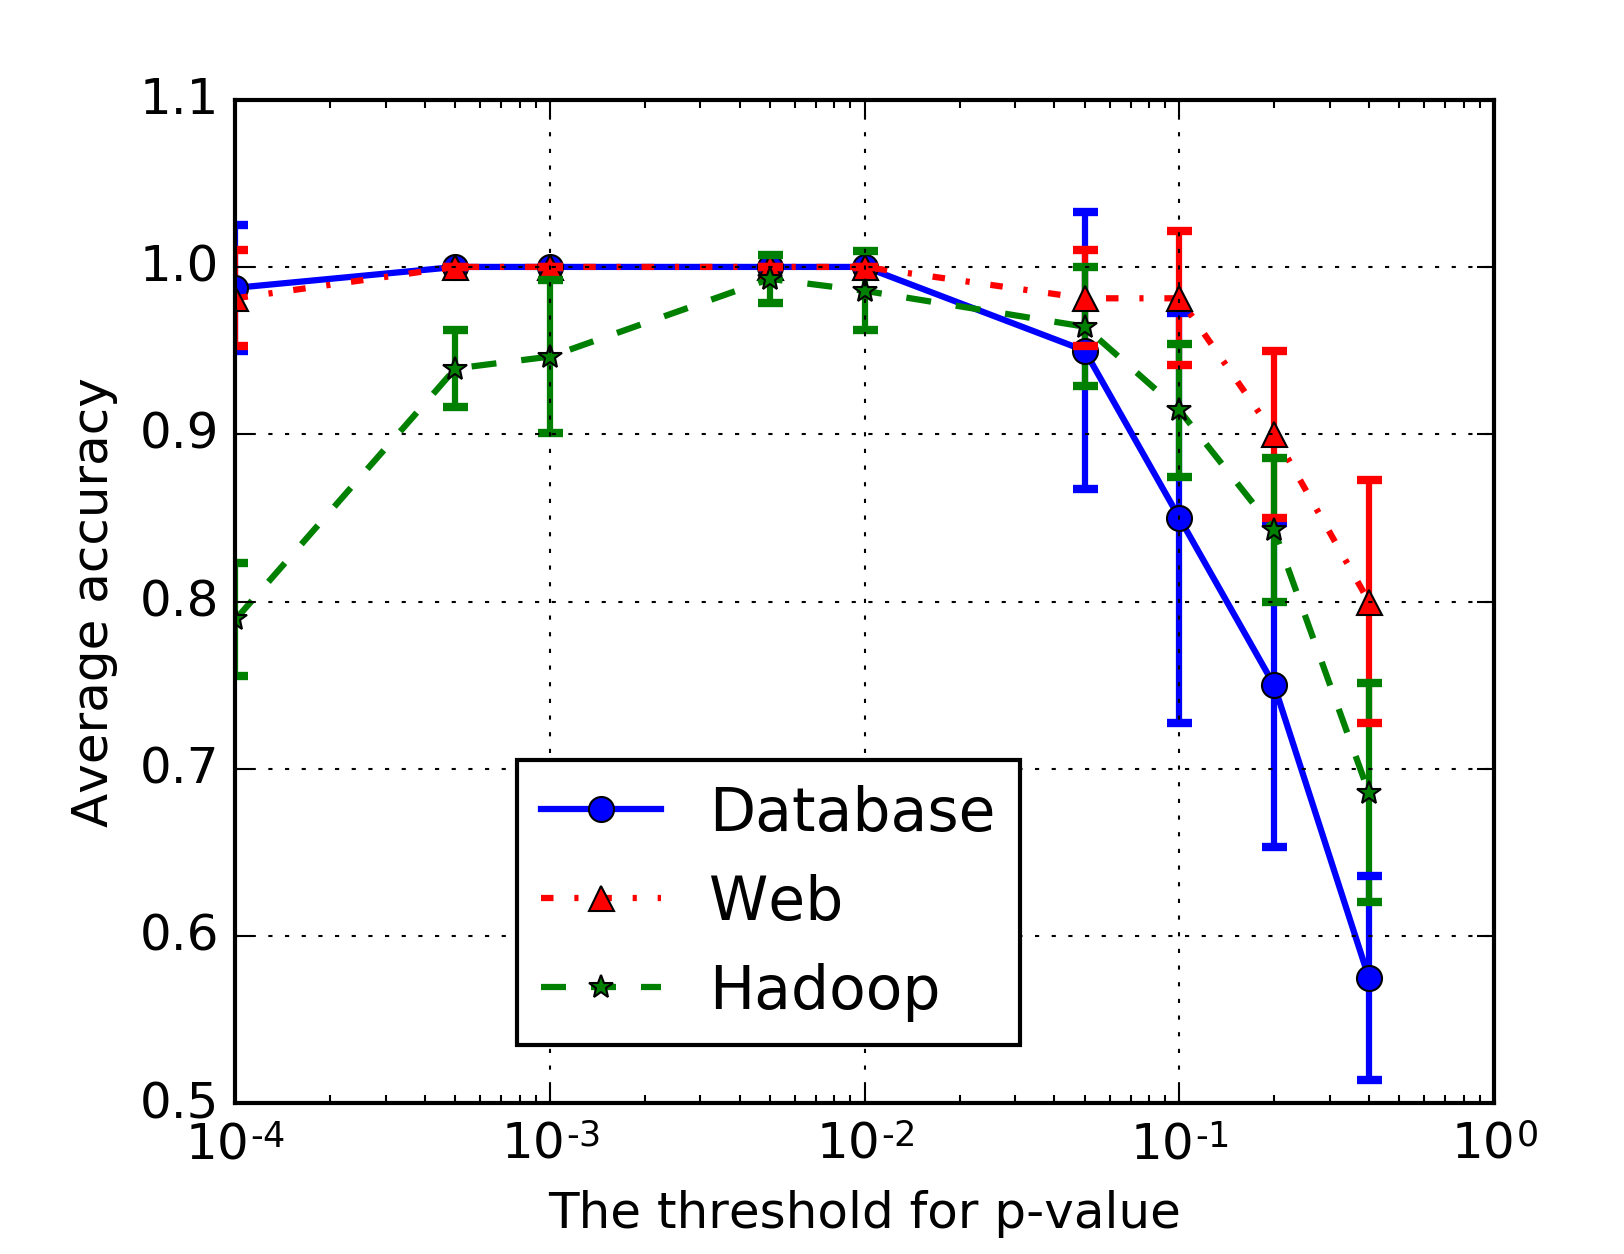 1.1
1.0
0.9
0.8
0.7
0.6
0.5
Average accuracy
Database
Web
Hadoop
10-4 10-3 10-2 10-1 100
The threshold for p-value